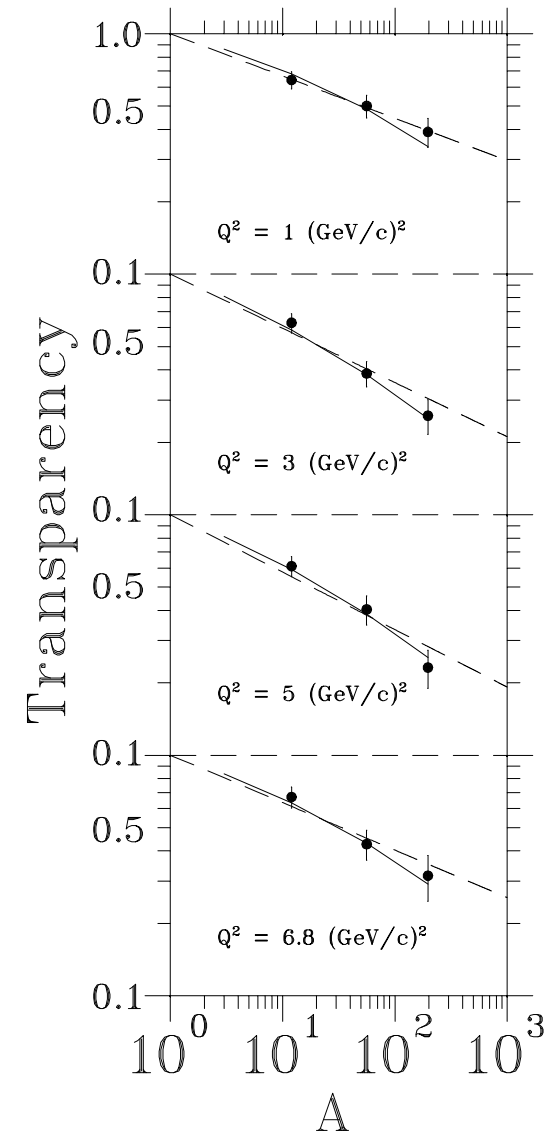 1.0
0.5
Q² = 1 (GeV/c)²
0.1
0.5
Q² = 3 (GeV/c)²
0.1
0.5
Q² = 5 (GeV/c)²
0.1
0.5
Q² = 6.8 (GeV/c)²
0.1
Transparency
10⁰ 10¹ 10² 10³
A